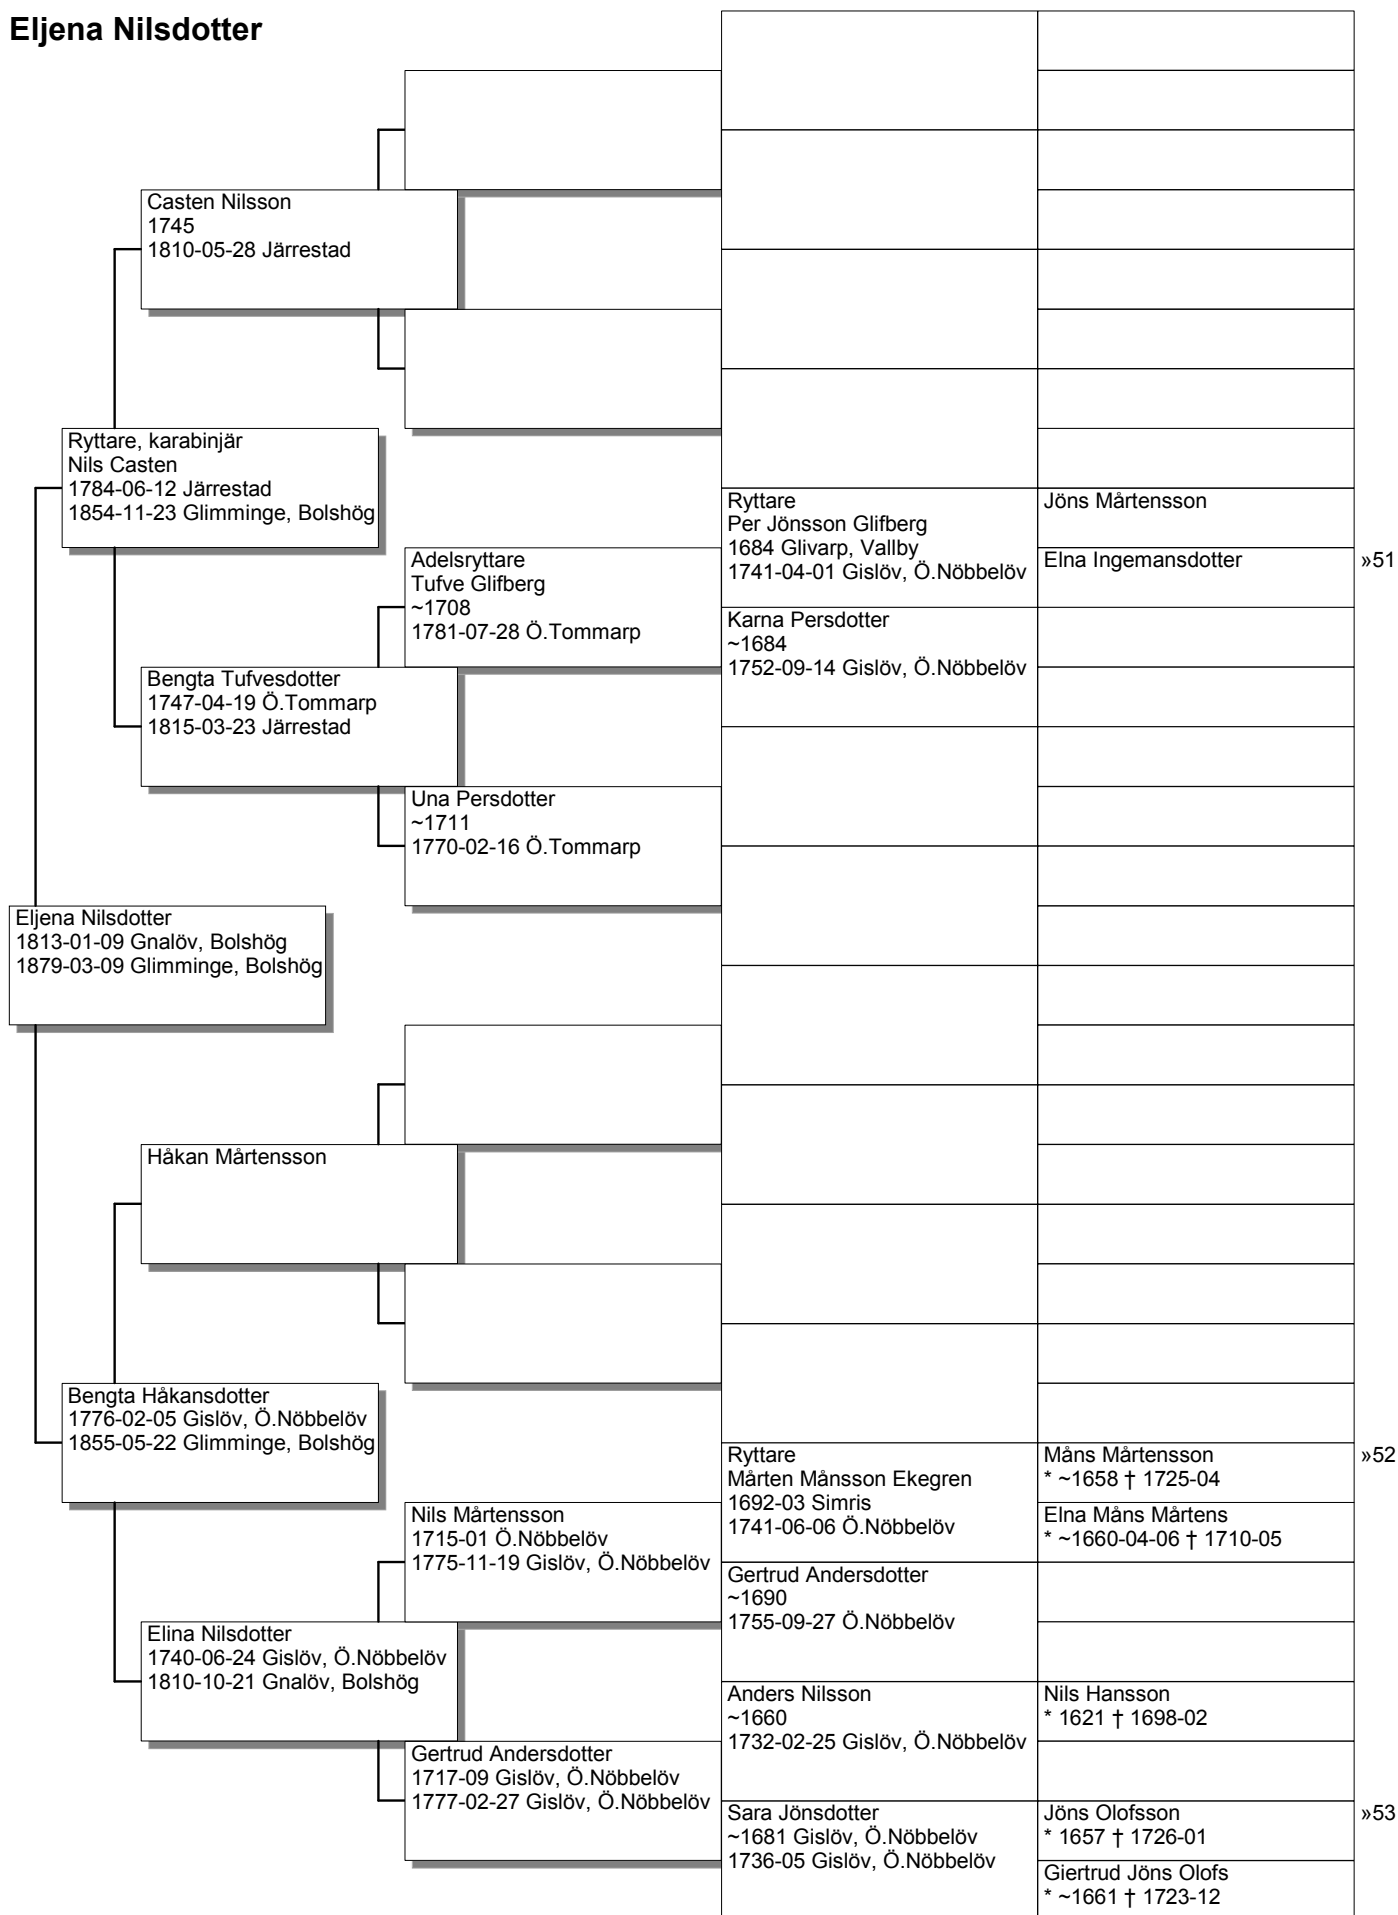 Eljena Nilsdotter
Casten Nilsson
1745
1810-05-28 Järrestad
Ryttare, karabinjär
Nils Casten
1784-06-12 Järrestad
1854-11-23 Glimminge, Bolshög
Ryttare
Per Jönsson Glifberg
1684 Glivarp, Vallby
1741-04-01 Gislöv, Ö.Nöbbelöv
Jöns Mårtensson
Elna Ingemansdotter
»51
Adelsryttare
Tufve Glifberg
~1708
1781-07-28 Ö.Tommarp
Karna Persdotter
~1684
1752-09-14 Gislöv, Ö.Nöbbelöv
Bengta Tufvesdotter
1747-04-19 Ö.Tommarp
1815-03-23 Järrestad
Una Persdotter
~1711
1770-02-16 Ö.Tommarp
Eljena Nilsdotter
1813-01-09 Gnalöv, Bolshög
1879-03-09 Glimminge, Bolshög
Håkan Mårtensson
Bengta Håkansdotter
1776-02-05 Gislöv, Ö.Nöbbelöv
1855-05-22 Glimminge, Bolshög
Ryttare
Mårten Månsson Ekegren
1692-03 Simris
1741-06-06 Ö.Nöbbelöv
Måns Mårtensson
* ~1658 † 1725-04
»52
Elna Måns Mårtens
* ~1660-04-06 † 1710-05
Nils Mårtensson
1715-01 Ö.Nöbbelöv
1775-11-19 Gislöv, Ö.Nöbbelöv
Gertrud Andersdotter
~1690
1755-09-27 Ö.Nöbbelöv
Elina Nilsdotter
1740-06-24 Gislöv, Ö.Nöbbelöv
1810-10-21 Gnalöv, Bolshög
Anders Nilsson
~1660
1732-02-25 Gislöv, Ö.Nöbbelöv
Nils Hansson
* 1621 † 1698-02
Gertrud Andersdotter
1717-09 Gislöv, Ö.Nöbbelöv
1777-02-27 Gislöv, Ö.Nöbbelöv
Sara Jönsdotter
~1681 Gislöv, Ö.Nöbbelöv
1736-05 Gislöv, Ö.Nöbbelöv
Jöns Olofsson
* 1657 † 1726-01
»53
Giertrud Jöns Olofs
* ~1661 † 1723-12